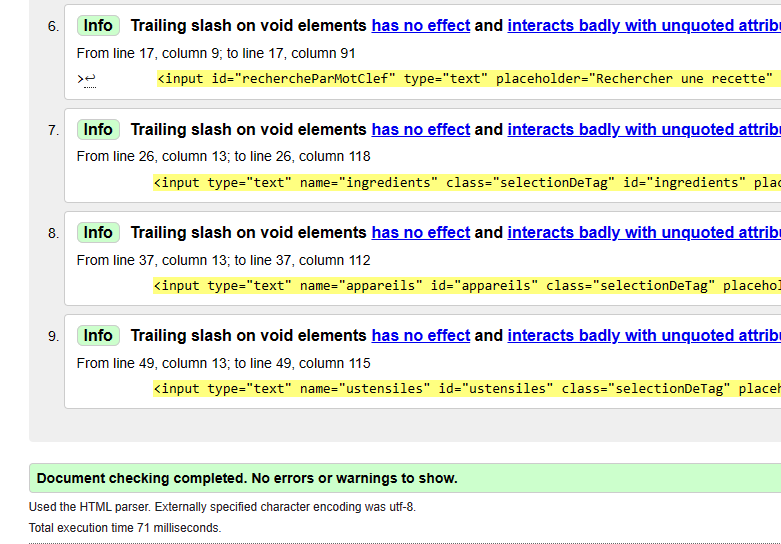 6. Info Trailing slash on void elements has no effect and interacts badly with unquoted attribu
From line 17, column 9; to line 17, column 91
>↩ <input id="rechercheParMotClef" type="text" placeholder="Rechercher une recette"
7. Info Trailing slash on void elements has no effect and interacts badly with unquoted attribu
From line 26, column 13; to line 26, column 118
<input type="text" name="ingredients" class="selectionDeTag" id="ingredients" plac
8. Info Trailing slash on void elements has no effect and interacts badly with unquoted attribu
From line 37, column 13; to line 37, column 112
<input type="text" name="appareils" id="appareils" class="selectionDeTag" placehol
9. Info Trailing slash on void elements has no effect and interacts badly with unquoted attribu
From line 49, column 13; to line 49, column 115
<input type="text" name="ustensiles" id="ustensiles" class="selectionDeTag" placeh
Document checking completed. No errors or warnings to show.
Used the HTML parser. Externally specified character encoding was utf-8.
Total execution time 71 milliseconds.